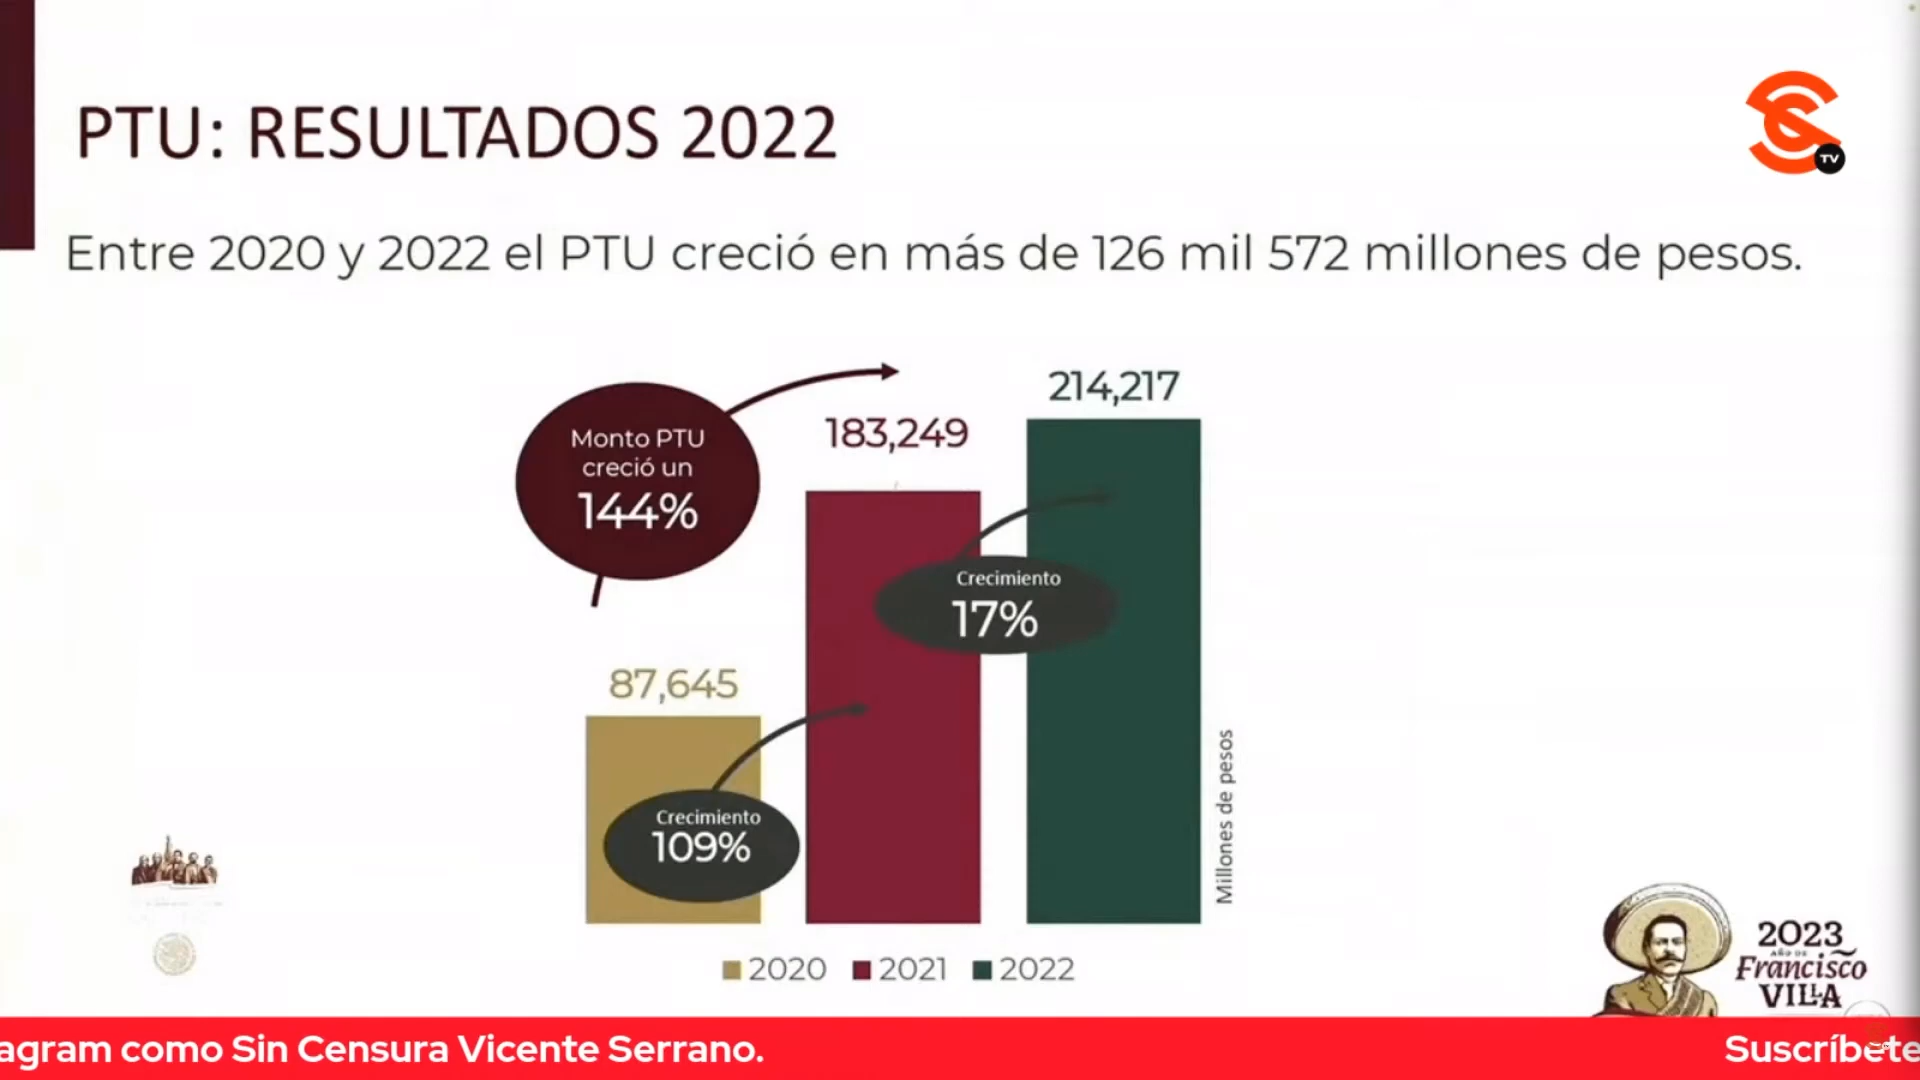 PTU: RESULTADOS 2022
TV
Entre 2020 y 2022 el PTU creció en más de 126 mil 572 millones de pesos.
214,217
183,249
Monto PTU
creció un
144%
Crecimiento
17%
87,645
Crecimiento
109%
Millones de pesos
2020 2021 2022
2023
AÑO DE
Francisco
VILLA
agram como Sin Censura Vicente Serrano.
Suscríbete